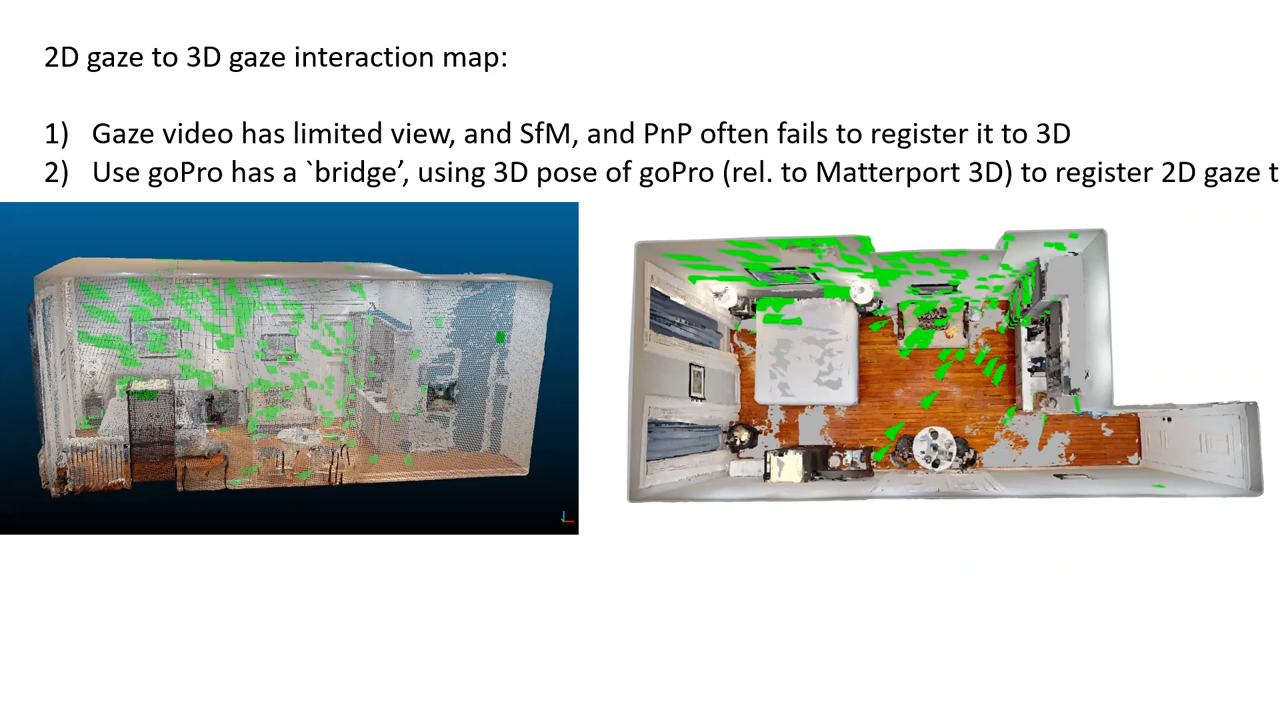 2D gaze to 3D gaze interaction map:
1) Gaze video has limited view, and SfM, and PnP often fails to register it to 3D
2) Use goPro has a `bridge’, using 3D pose of goPro (rel. to Matterport 3D) to register 2D gaze t